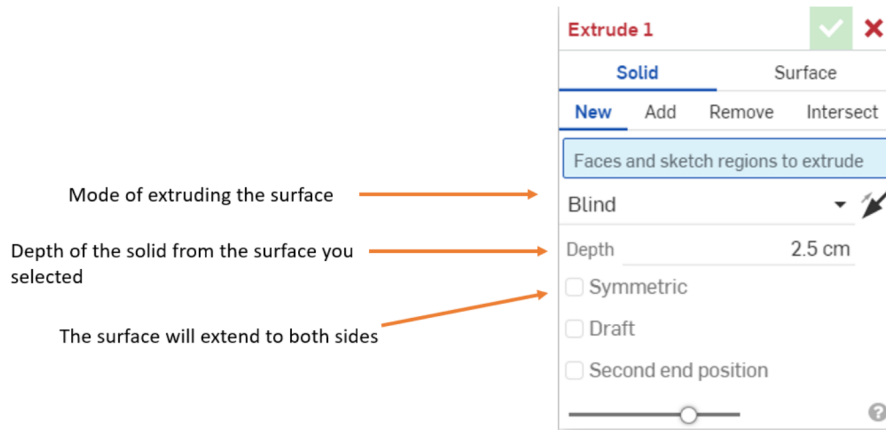 Extrude 1
Solid Surface
New Add Remove Intersect
Faces and sketch regions to extrude
Mode of extruding the surface
Blind
Depth of the solid from the surface you
selected
Depth 2.5 cm
Symmetric
The surface will extend to both sides
Draft
Second end position
?